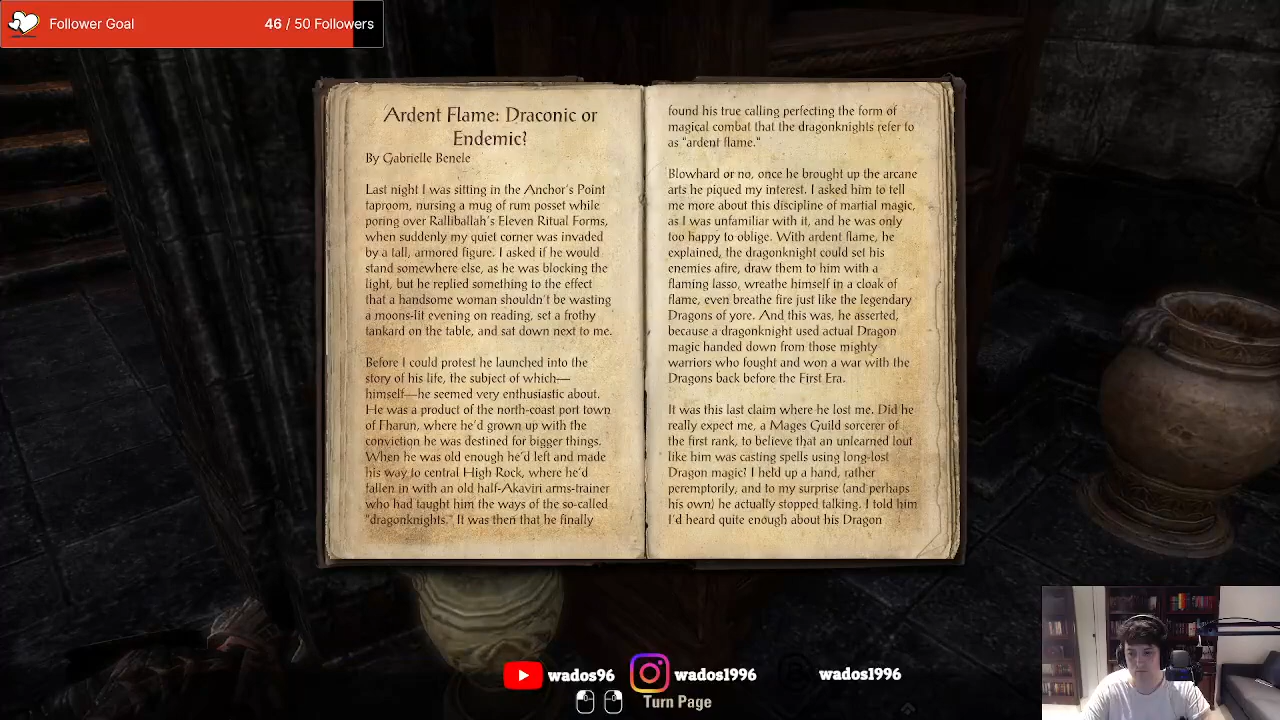 Follower Goal
46 / 50 Followers
Ardent Flame: Draconic or
Endemic?
By Gabrielle Benele
Last night I was sitting in the Anchor's Point
taproom, nursing a mug of rum posset while
poring over Ralliballah's Eleven Ritual Forms,
when suddenly my quiet corner was invaded
by a tall, armored figure. I asked if he would
stand somewhere else, as he was blocking the
light, but he replied something to the effect
that a handsome woman shouldn't be wasting
a moons-lit evening on reading, set a frothy
tankard on the table, and sat down next to me.
Before I could protest he launched into the
story of his life, the subject of which—
himself—he seemed very enthusiastic about.
He was a product of the north-coast port town
of Fharun, where he'd grown up with the
conviction he was destined for bigger things.
When he was old enough he'd left and made
his way to central High Rock, where he'd
fallen in with an old half-Akaviri arms-trainer
who had taught him the ways of the so-called
"dragonknights." It was then that he finally
found his true calling perfecting the form of
magical combat that the dragonknights refer to
as "ardent flame."
Blowhard or no, once he brought up the arcane
arts he piqued my interest. I asked him to tell
me more about this discipline of martial magic,
as I was unfamiliar with it, and he was only
too happy to oblige. With ardent flame, he
explained, the dragonknight could set his
enemies afire, draw them to him with a
flaming lasso, wreathe himself in a cloak of
flame, even breathe fire just like the legendary
Dragons of yore. And this was, he asserted,
because a dragonknight used actual Dragon
magic handed down from those mighty
warriors who fought and won a war with the
Dragons back before the First Era.
It was this last claim where he lost me. Did he
really expect me, a Mages Guild sorcerer of
the first rank, to believe that an unlearned lout
like him was casting spells using long-lost
Dragon magic? I held up a hand, rather
peremptorily, and to my surprise (and perhaps
his own) he actually stopped talking. I told him
I'd heard quite enough about his Dragon
wados96
wados1996
wados1996
Turn Page